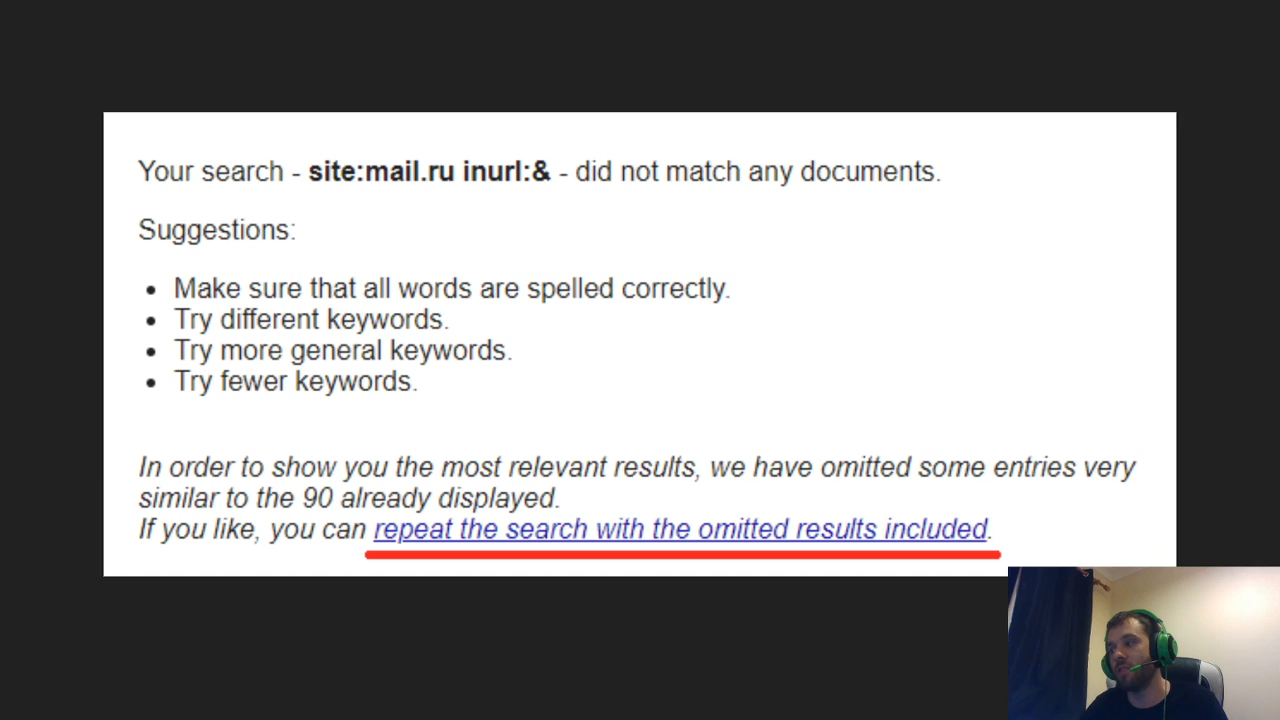 Your search - site:mail.ru inurl:& - did not match any documents.
Suggestions:
• Make sure that all words are spelled correctly.
• Try different keywords.
• Try more general keywords.
• Try fewer keywords.
In order to show you the most relevant results, we have omitted some entries very
similar to the 90 already displayed.
If you like, you can repeat the search with the omitted results included.